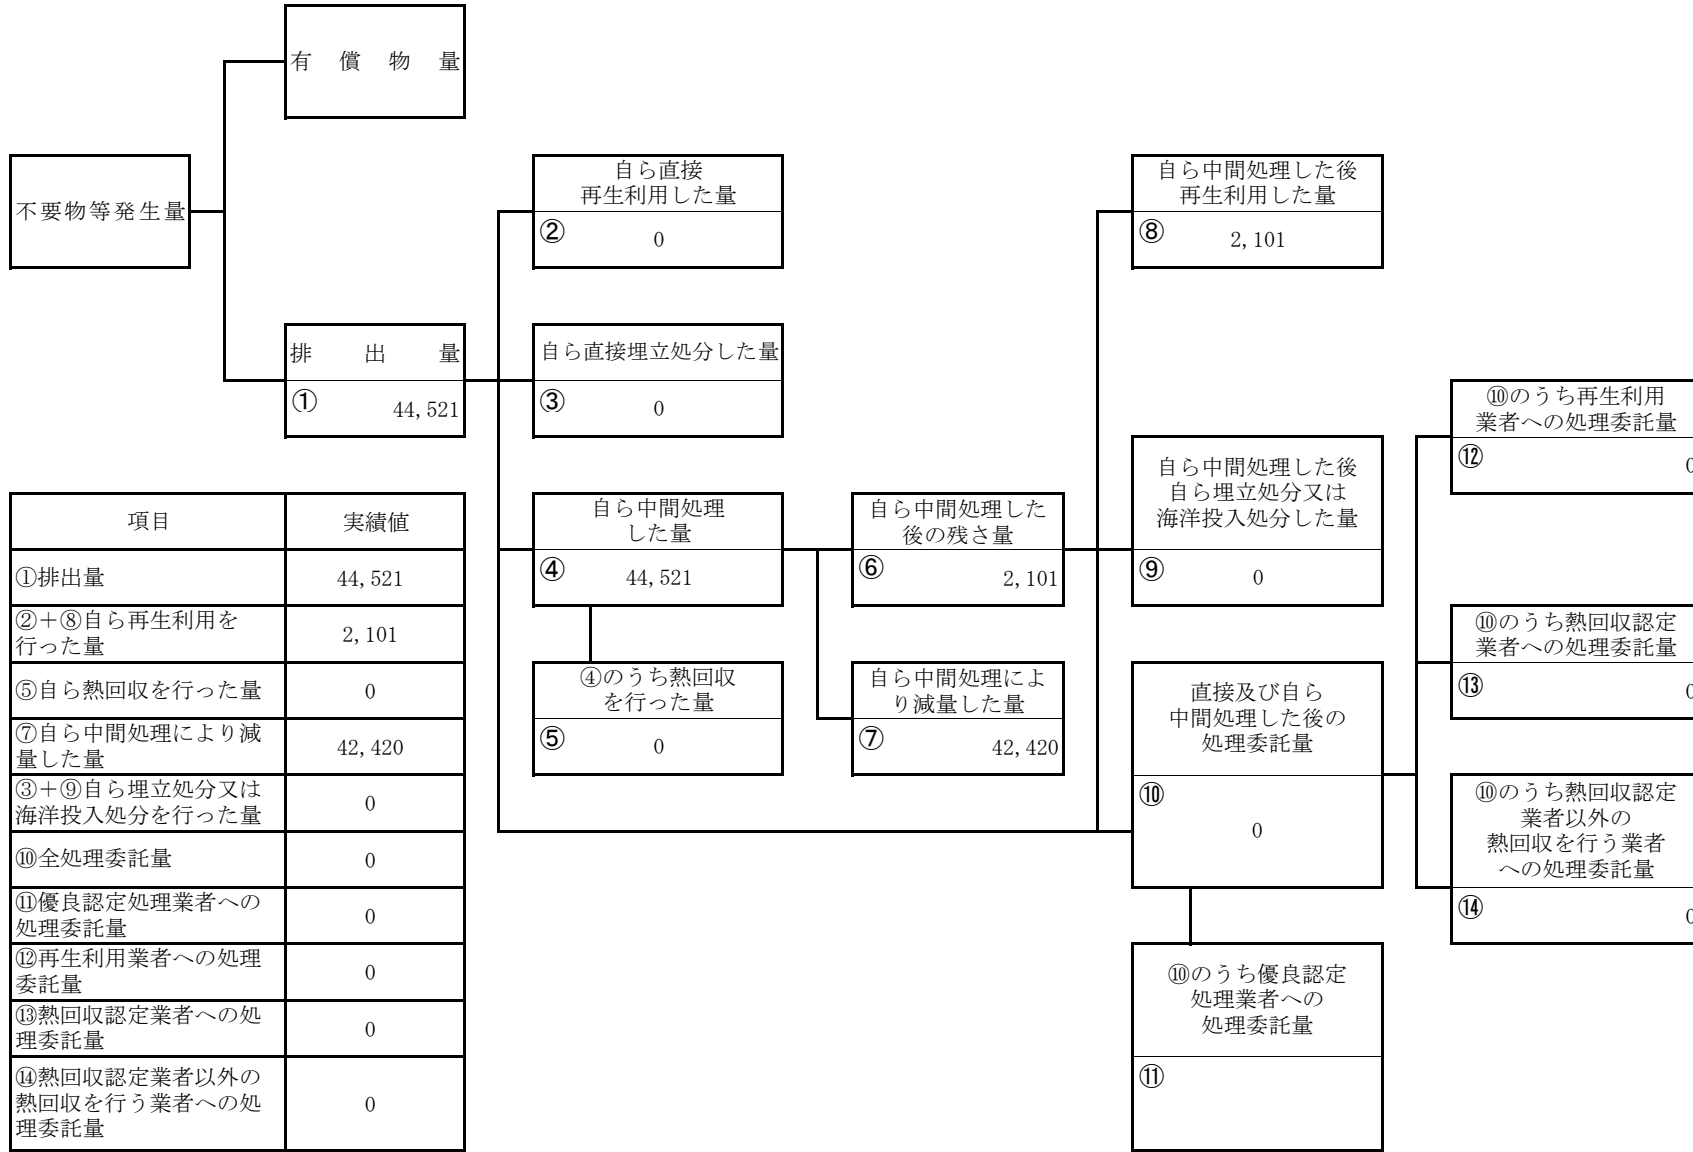 有償物量
不要物等発生量
排出量
① 44,521
自ら直接
再生利用した量
② 0
自ら直接埋立処分した量
③ 0
自ら中間処理
した量
④ 44,521
④のうち熱回収
を行った量
⑤ 0
自ら中間処理した
後の残さ量
⑥ 2,101
自ら中間処理によ
り減量した量
⑦ 42,420
自ら中間処理した後
再生利用した量
⑧ 2,101
自ら中間処理した後
自ら埋立処分又は
海洋投入処分した量
⑨ 0
直接及び自ら
中間処理した後の
処理委託量
⑩
0
⑩のうち優良認定
処理業者への
処理委託量
⑪
⑩のうち再生利用
業者への処理委託量
⑫ 0
⑩のうち熱回収認定
業者への処理委託量
⑬ 0
⑩のうち熱回収認定
業者以外の
熱回収を行う業者
への処理委託量
⑭ 0
項目 実績値
①排出量 44,521
②+⑧自ら再生利用を
行った量 2,101
⑤自ら熱回収を行った量 0
⑦自ら中間処理により減
量した量 42,420
③+⑨自ら埋立処分又は
海洋投入処分を行った量 0
⑩全処理委託量 0
⑪優良認定処理業者への
処理委託量 0
⑫再生利用業者への処理
委託量 0
⑬熱回収認定業者への処
理委託量 0
⑭熱回収認定業者以外の
熱回収を行う業者への処
理委託量 0